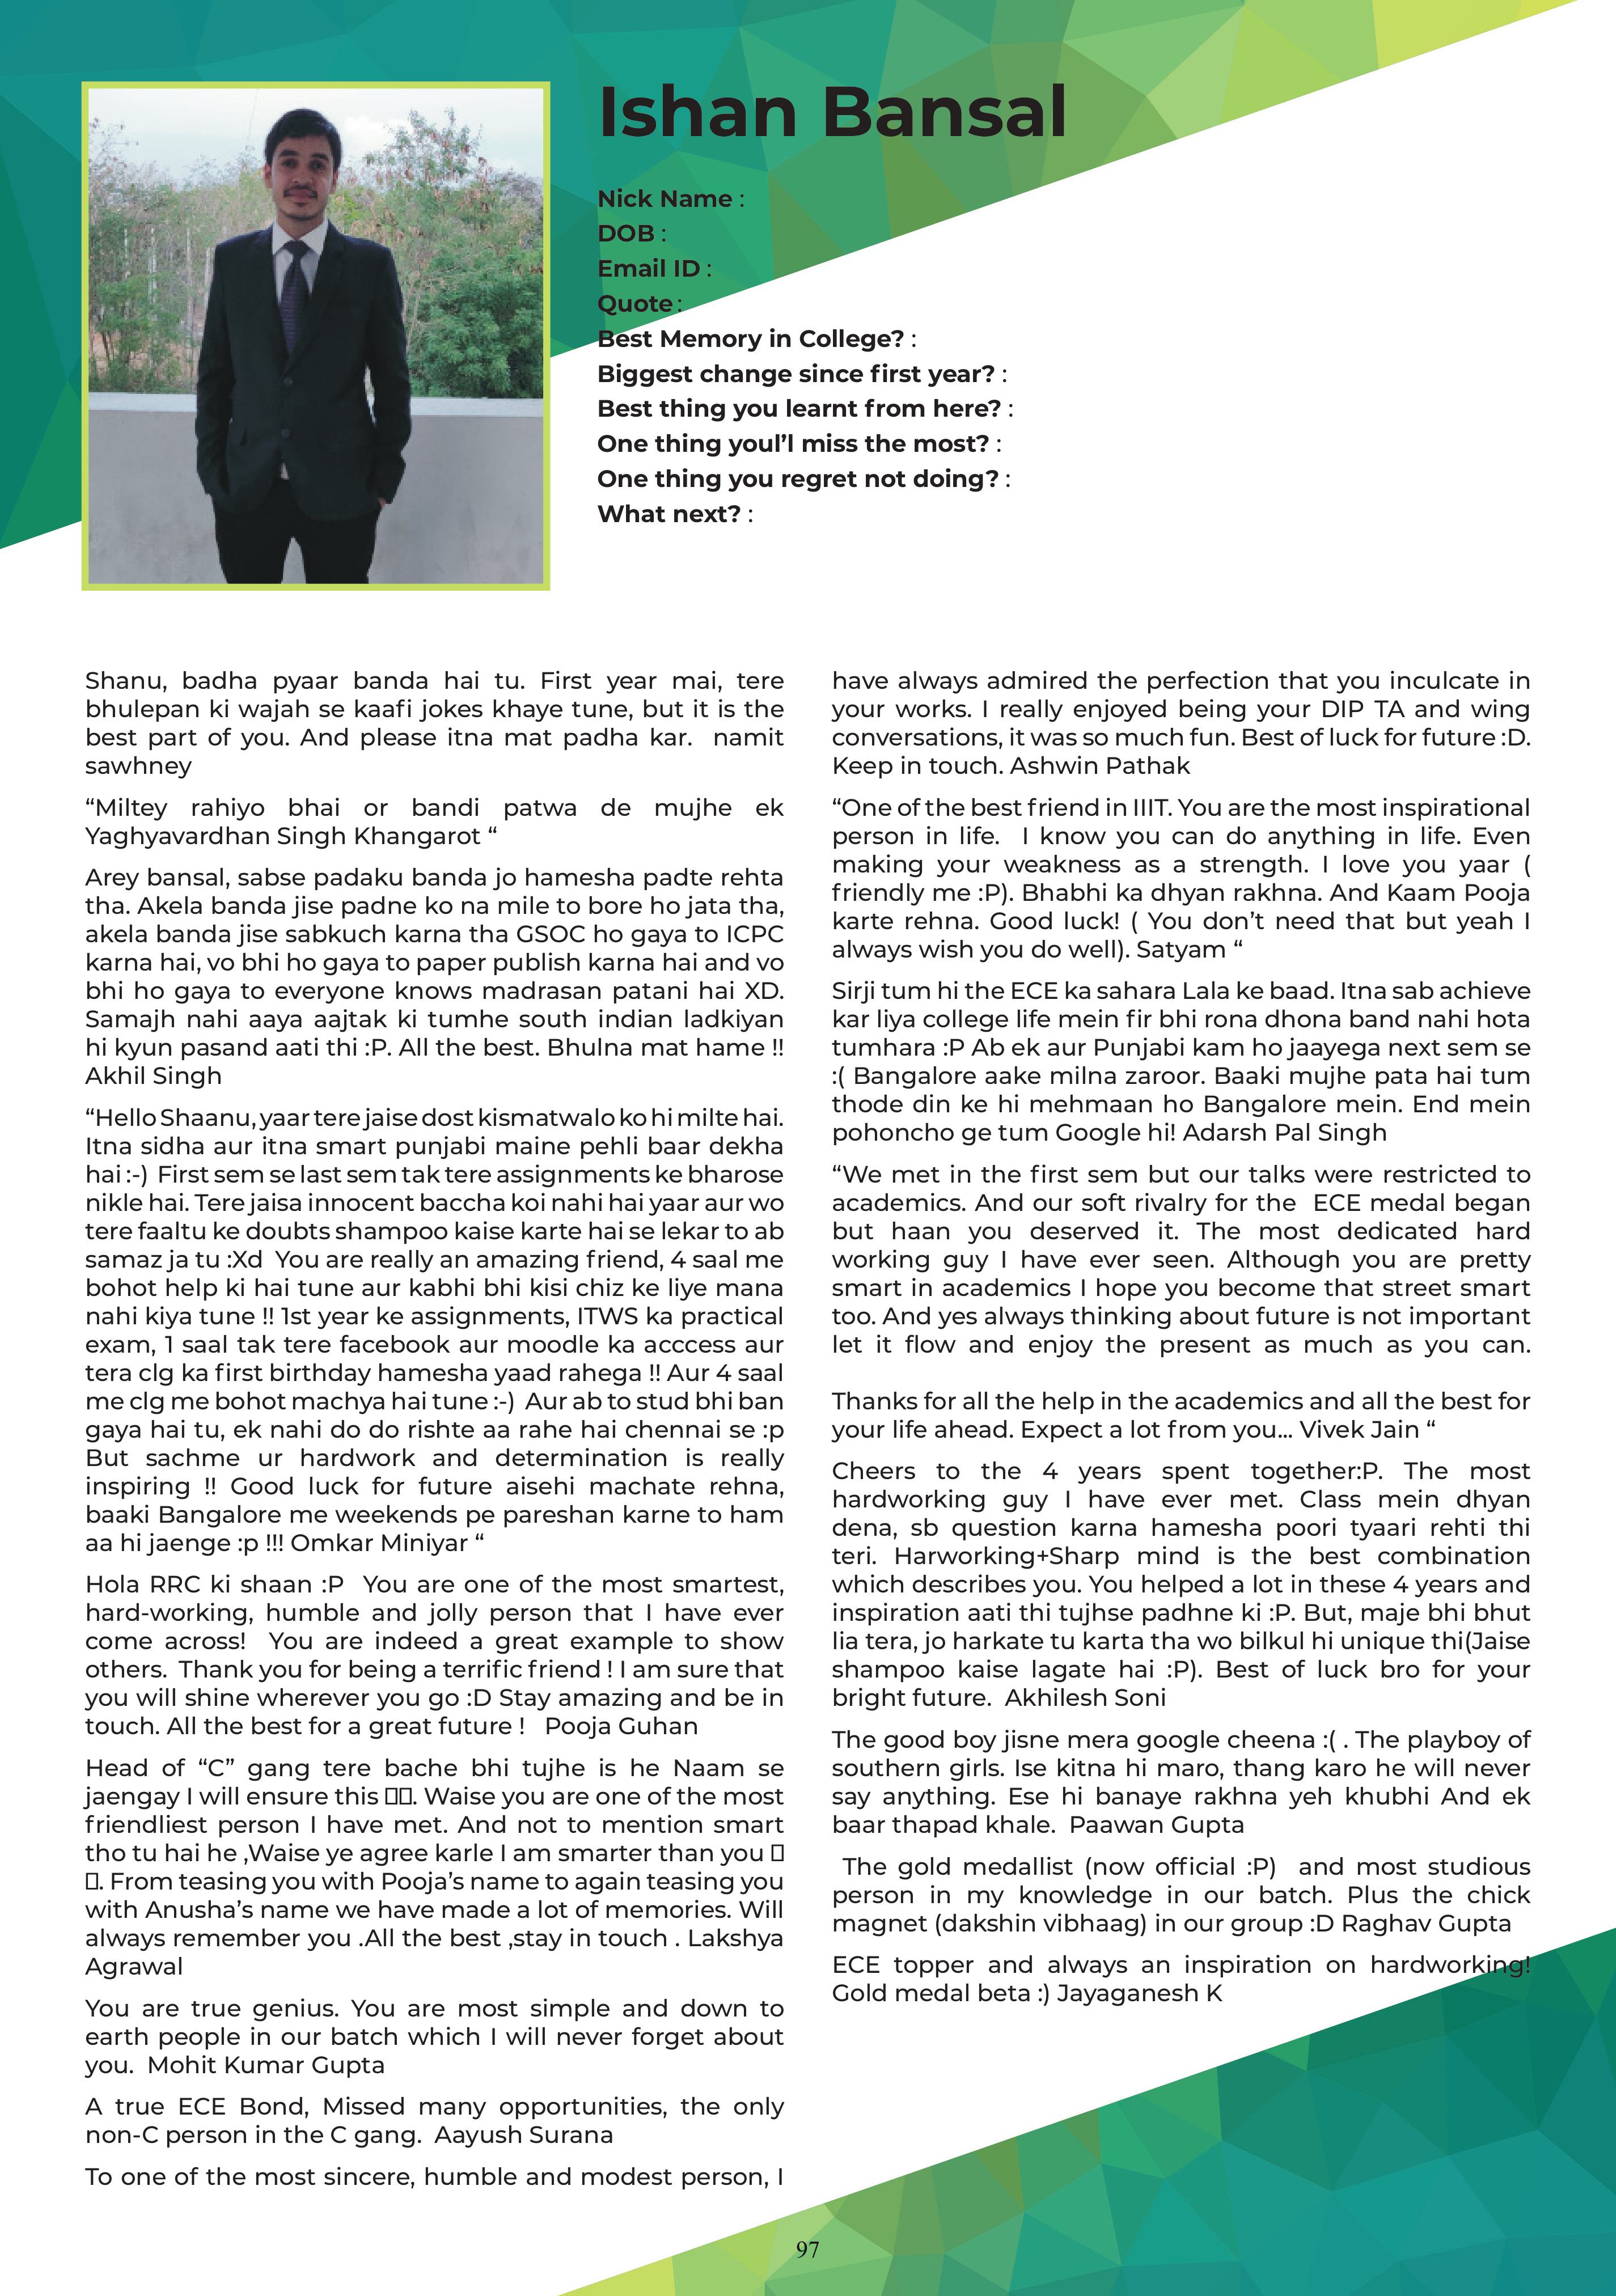 Ishan Bansal
Nick Name :
DOB :
Email ID :
Quote :
Best Memory in College? :
Biggest change since first year? :
Best thing you learnt from here? :
One thing youl’l miss the most? :
One thing you regret not doing? :
What next? :
Shanu, badha pyaar banda hai tu. First year mai, tere
bhulepan ki wajah se kaafi jokes khaye tune, but it is the
best part of you. And please itna mat padha kar.  namit
sawhney
“Miltey rahiyo bhai or bandi patwa de mujhe ek
Yaghyavardhan Singh Khangarot “
Arey bansal, sabse padaku banda jo hamesha padte rehta
tha. Akela banda jise padne ko na mile to bore ho jata tha,
akela banda jise sabkuch karna tha GSOC ho gaya to ICPC
karna hai, vo bhi ho gaya to paper publish karna hai and vo
bhi ho gaya to everyone knows madrasan patani hai XD.
Samajh nahi aaya aajtak ki tumhe south indian ladkiyan
hi kyun pasand aati thi :P. All the best. Bhulna mat hame !!
Akhil Singh
“Hello Shaanu, yaar tere jaise dost kismatwalo ko hi milte hai.
Itna sidha aur itna smart punjabi maine pehli baar dekha
hai :-)  First sem se last sem tak tere assignments ke bharose
nikle hai. Tere jaisa innocent baccha koi nahi hai yaar aur wo
tere faaltu ke doubts shampoo kaise karte hai se lekar to ab
samaz ja tu :Xd  You are really an amazing friend, 4 saal me
bohot help ki hai tune aur kabhi bhi kisi chiz ke liye mana
nahi kiya tune !! 1st year ke assignments, ITWS ka practical
exam, 1 saal tak tere facebook aur moodle ka acccess aur
tera clg ka first birthday hamesha yaad rahega !! Aur 4 saal
me clg me bohot machya hai tune :-)  Aur ab to stud bhi ban
gaya hai tu, ek nahi do do rishte aa rahe hai chennai se :p
But sachme ur hardwork and determination is really
inspiring !! Good luck for future aisehi machate rehna,
baaki Bangalore me weekends pe pareshan karne to ham
aa hi jaenge :p !!! Omkar Miniyar “
Hola RRC ki shaan :P  You are one of the most smartest,
hard-working, humble and jolly person that I have ever
come across!  You are indeed a great example to show
others.  Thank you for being a terrific friend ! I am sure that
you will shine wherever you go :D Stay amazing and be in
touch. All the best for a great future !   Pooja Guhan
Head of “C” gang tere bache bhi tujhe is he Naam se
jaengay I will ensure this . Waise you are one of the most
friendliest person I have met. And not to mention smart
tho tu hai he ,Waise ye agree karle I am smarter than you
. From teasing you with Pooja’s name to again teasing you
with Anusha’s name we have made a lot of memories. Will
always remember you .All the best ,stay in touch . Lakshya
Agrawal
You are true genius. You are most simple and down to
earth people in our batch which I will never forget about
you.  Mohit Kumar Gupta
A true ECE Bond, Missed many opportunities, the only
non-C person in the C gang.  Aayush Surana
To one of the most sincere, humble and modest person, I
have always admired the perfection that you inculcate in
your works. I really enjoyed being your DIP TA and wing
conversations, it was so much fun. Best of luck for future :D.
Keep in touch. Ashwin Pathak
“One of the best friend in IIIT. You are the most inspirational
person in life.  I know you can do anything in life. Even
making your weakness as a strength. I love you yaar (
friendly me :P). Bhabhi ka dhyan rakhna. And Kaam Pooja
karte rehna. Good luck! ( You don’t need that but yeah I
always wish you do well). Satyam “
Sirji tum hi the ECE ka sahara Lala ke baad. Itna sab achieve
kar liya college life mein fir bhi rona dhona band nahi hota
tumhara :P Ab ek aur Punjabi kam ho jaayega next sem se
:( Bangalore aake milna zaroor. Baaki mujhe pata hai tum
thode din ke hi mehmaan ho Bangalore mein. End mein
pohoncho ge tum Google hi! Adarsh Pal Singh
“We met in the first sem but our talks were restricted to
academics. And our soft rivalry for the  ECE medal began
but haan you deserved it. The most dedicated hard
working guy I have ever seen. Although you are pretty
smart in academics I hope you become that street smart
too. And yes always thinking about future is not important
let it flow and enjoy the present as much as you can.
Thanks for all the help in the academics and all the best for
your life ahead. Expect a lot from you... Vivek Jain “
Cheers to the 4 years spent together:P. The most
hardworking guy I have ever met. Class mein dhyan
dena, sb question karna hamesha poori tyaari rehti thi
teri. Harworking+Sharp mind is the best combination
which describes you. You helped a lot in these 4 years and
inspiration aati thi tujhse padhne ki :P. But, maje bhi bhut
lia tera, jo harkate tu karta tha wo bilkul hi unique thi(Jaise
shampoo kaise lagate hai :P). Best of luck bro for your
bright future.  Akhilesh Soni
The good boy jisne mera google cheena :( . The playboy of
southern girls. Ise kitna hi maro, thang karo he will never
say anything. Ese hi banaye rakhna yeh khubhi And ek
baar thapad khale.  Paawan Gupta
The gold medallist (now official :P)  and most studious
person in my knowledge in our batch. Plus the chick
magnet (dakshin vibhaag) in our group :D Raghav Gupta
ECE topper and always an inspiration on hardworking!
Gold medal beta :) Jayaganesh K
97